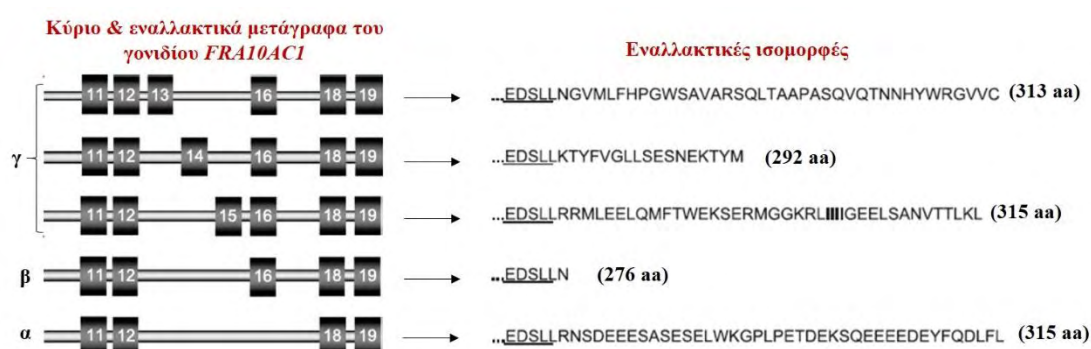 Κύριο & εναλλακτικά μετάγραφα του
γονιδίου FRA10AC1
Εναλλακτικές ισομορφές
γ
11 12 13 16 18 19
...EDSLLNGVMLFHPGWSAVARSQLTAAPASQVQTNNHYWRGVVC (313 aa)
11 12 14 16 18 19
...EDSLLKTYFVGLLSESNEKTYM (292 aa)
11 12 15 16 18 19
...EDSLLRRMLEELQMFTWEKSERMGGKRLIIIIGEELSANVTTLKL (315 aa)
β
11 12 16 18 19
...EDSLLN (276 aa)
α
11 12 18 19
...EDSLLRNSDEEESASESELWKGPLPETDEKSQEEEEDEYFQDLFL (315 aa)